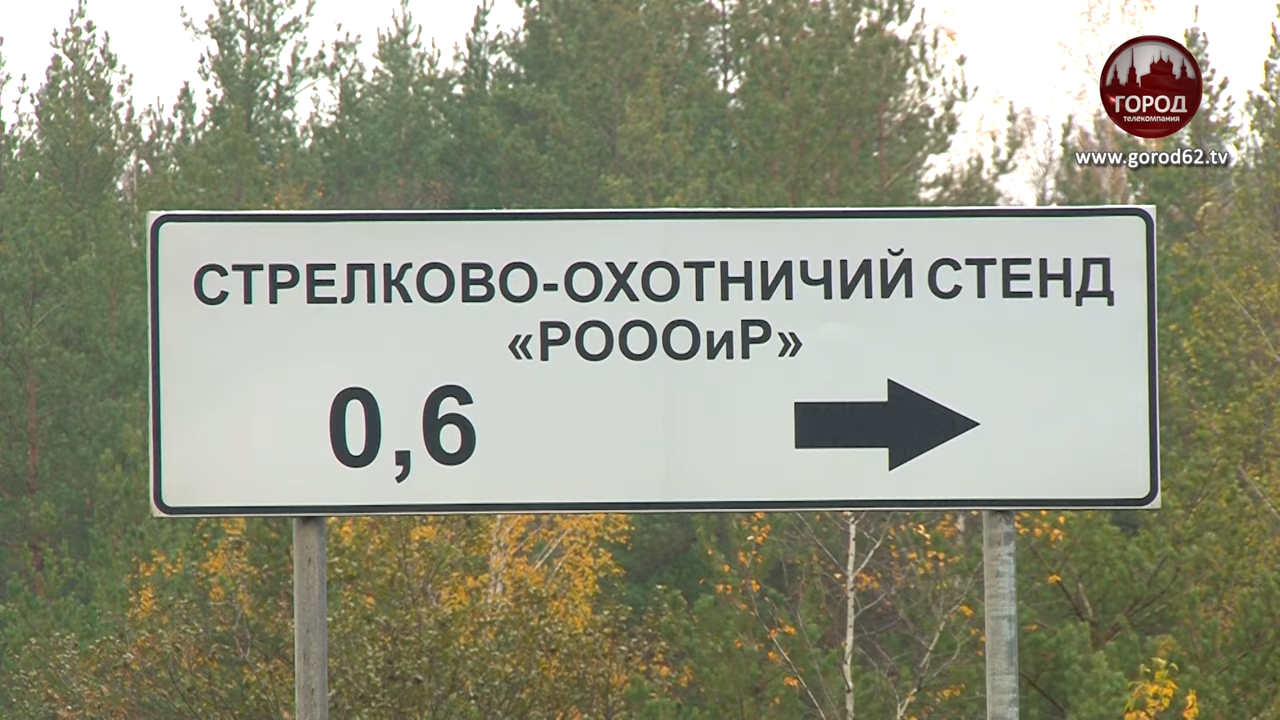 ГОРОД
телекомпания
www.gorod62.tv
СТРЕЛКОВО-ОХОТНИЧИЙ СТЕНД
«РОООиР»
0,6